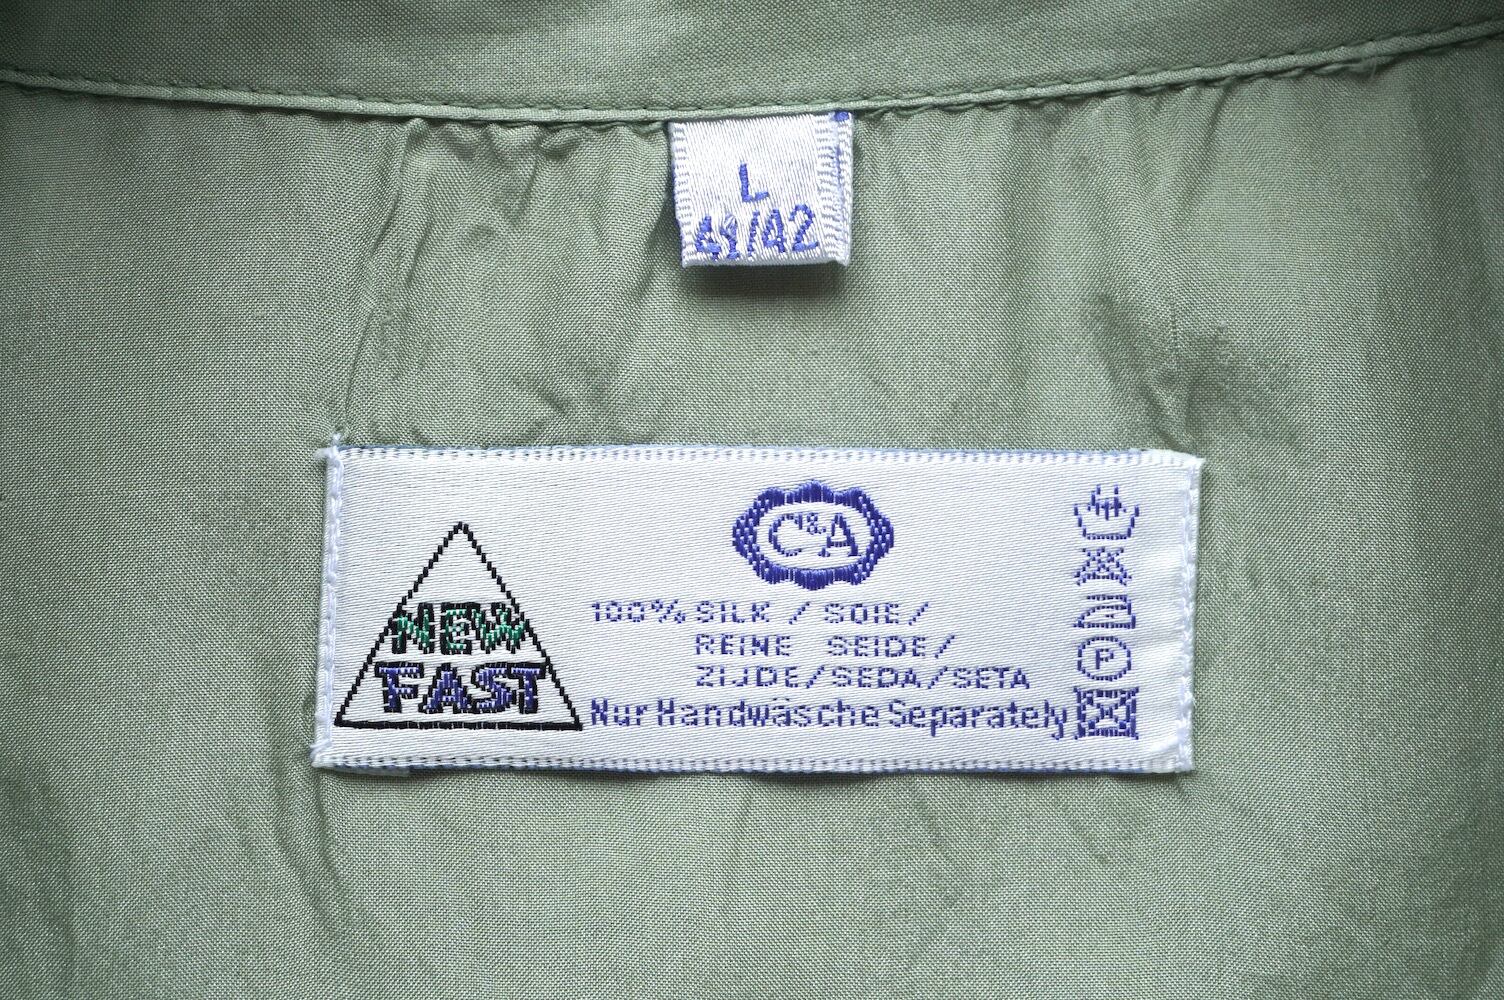 L
41/42
C&A
NEW
FAST
100% SILK / SOIE/
REINE SEIDE/
ZIJDE/SEDA/SETA
Nur Handwäsche Separately
P